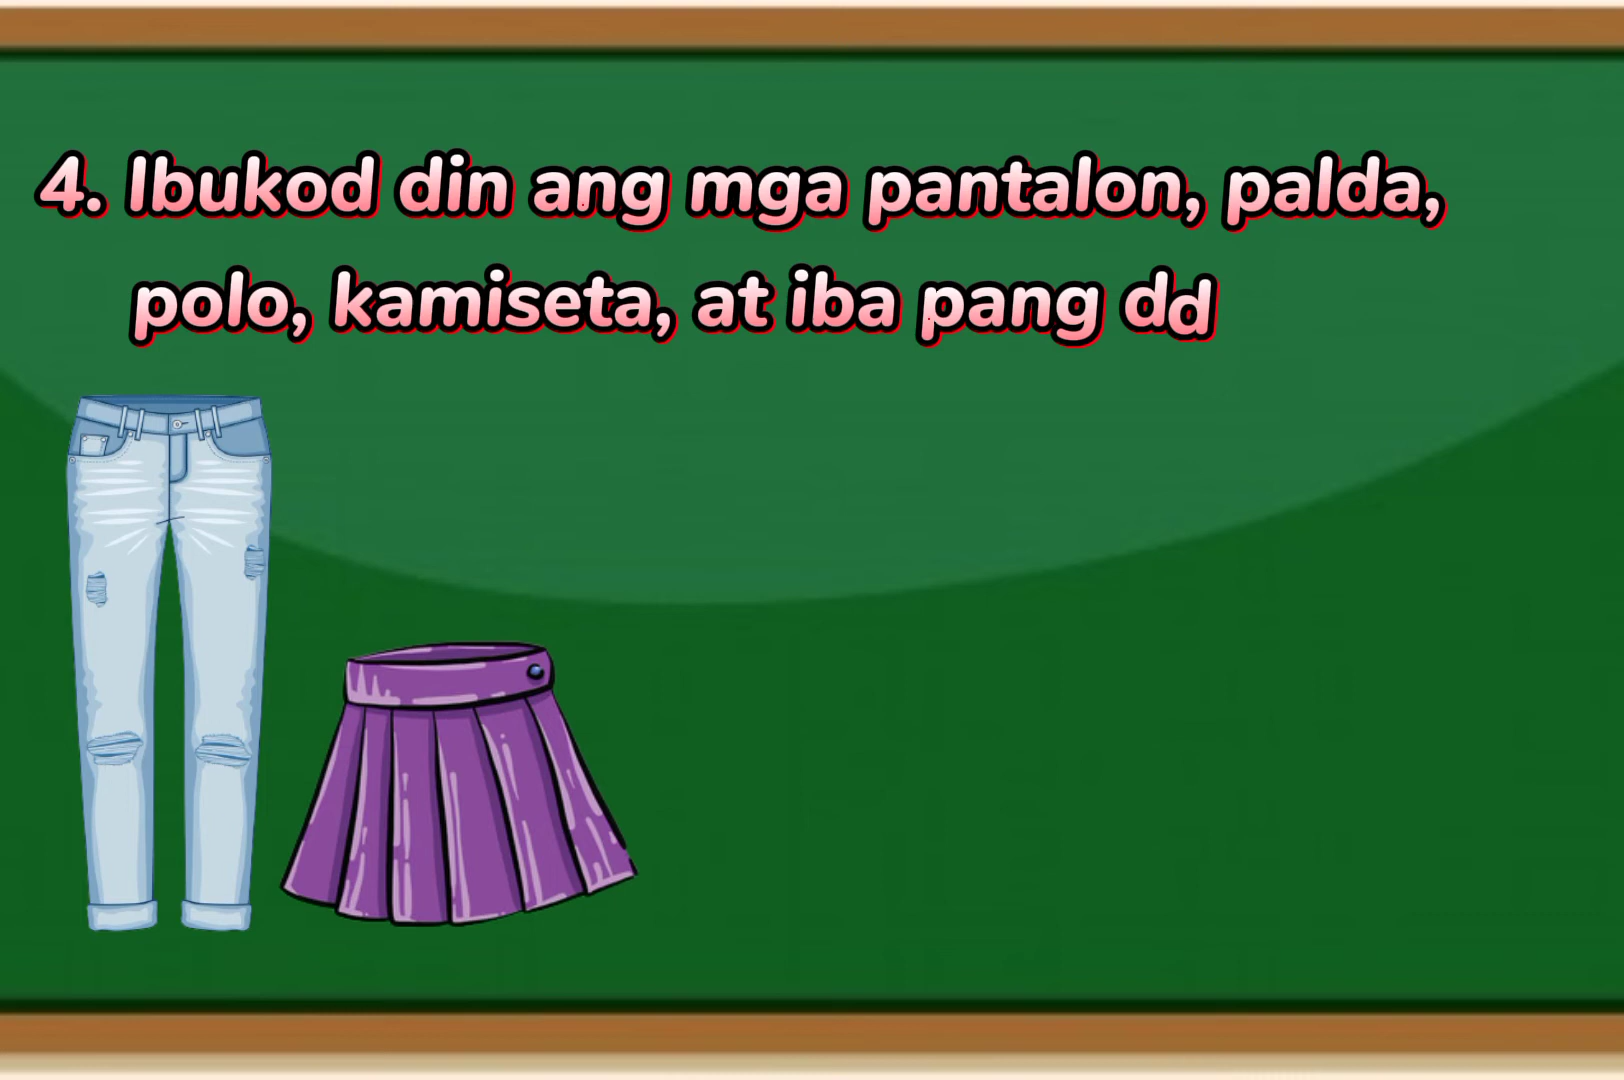 4. Ibukod din ang mga pantalon, palda,
polo, kamiseta, at iba pang dd